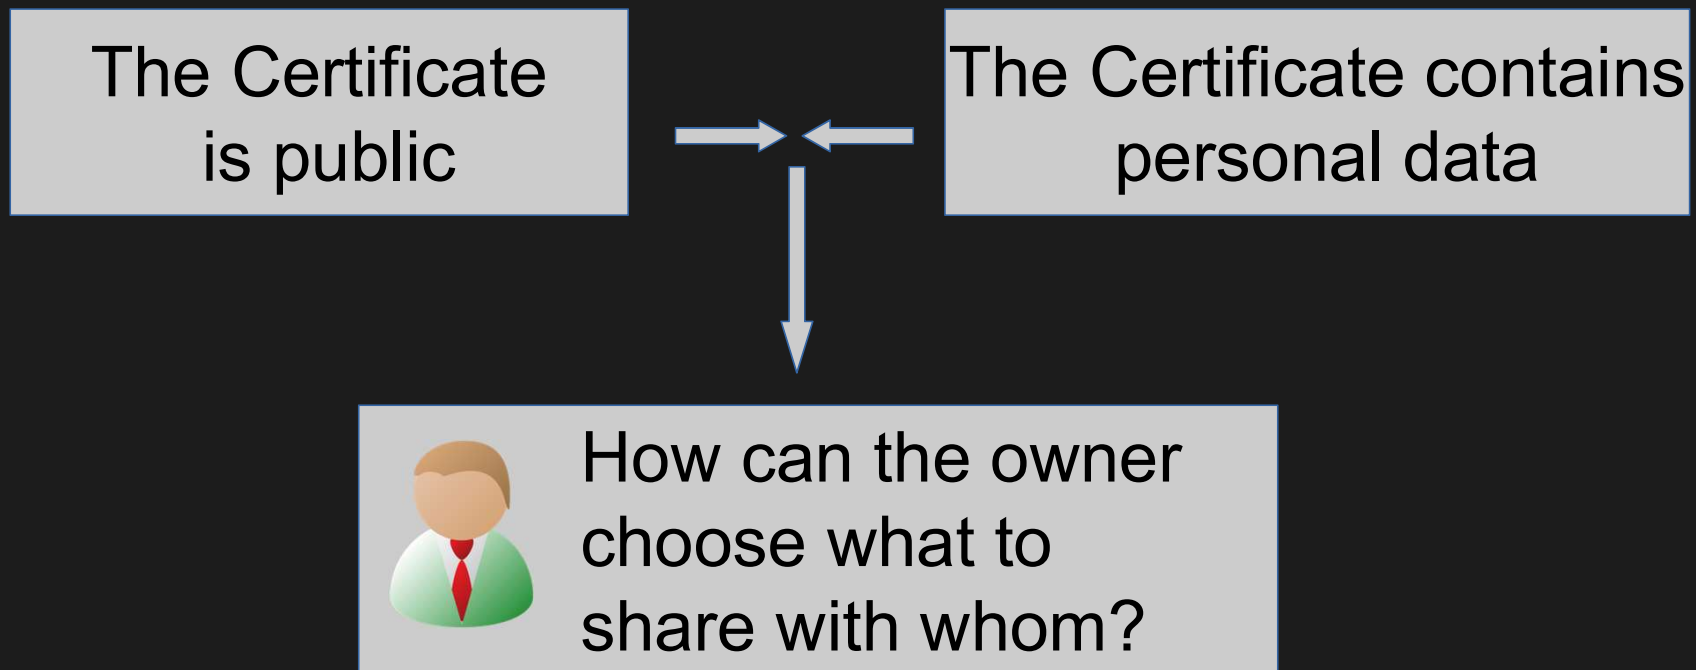 The Certificate
is public
The Certificate contains
personal data
How can the owner
choose what to
share with whom?